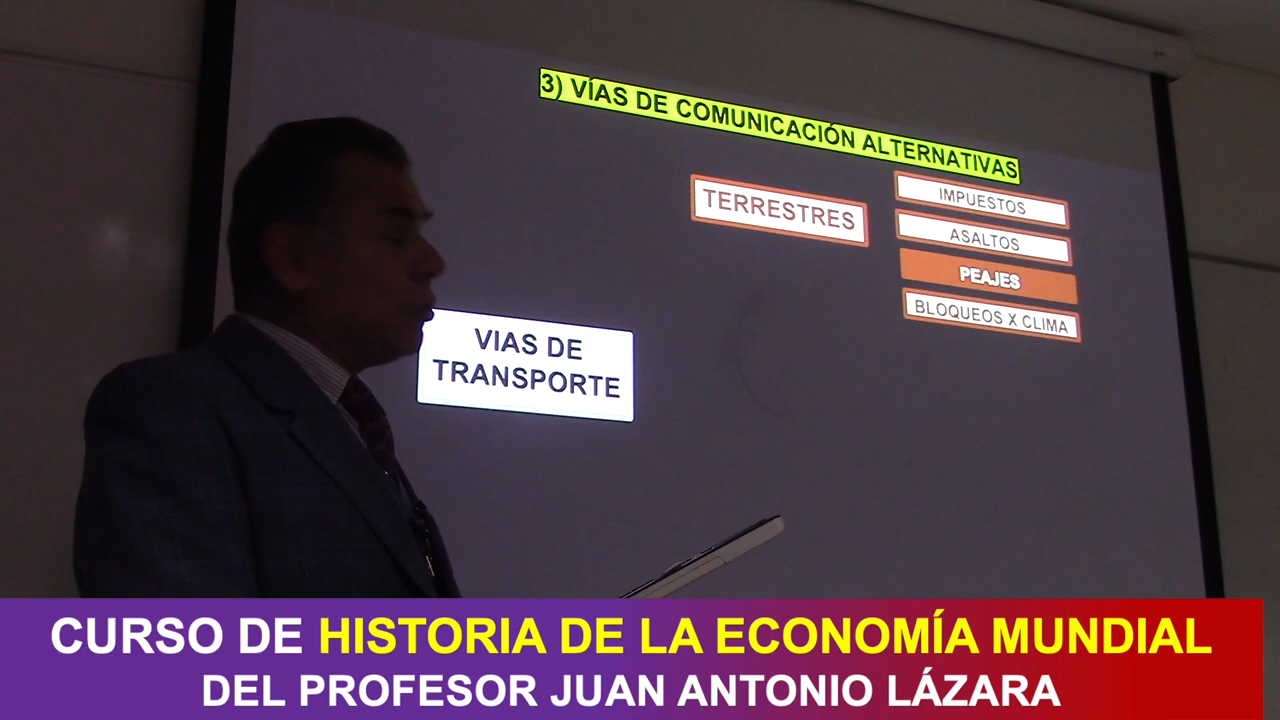 3) VÍAS DE COMUNICACIÓN ALTERNATIVAS
TERRESTRES
IMPUESTOS
ASALTOS
PEAJES
BLOQUEOS X CLIMA
VIAS DE
TRANSPORTE
CURSO DE HISTORIA DE LA ECONOMÍA MUNDIAL
DEL PROFESOR JUAN ANTONIO LÁZARA